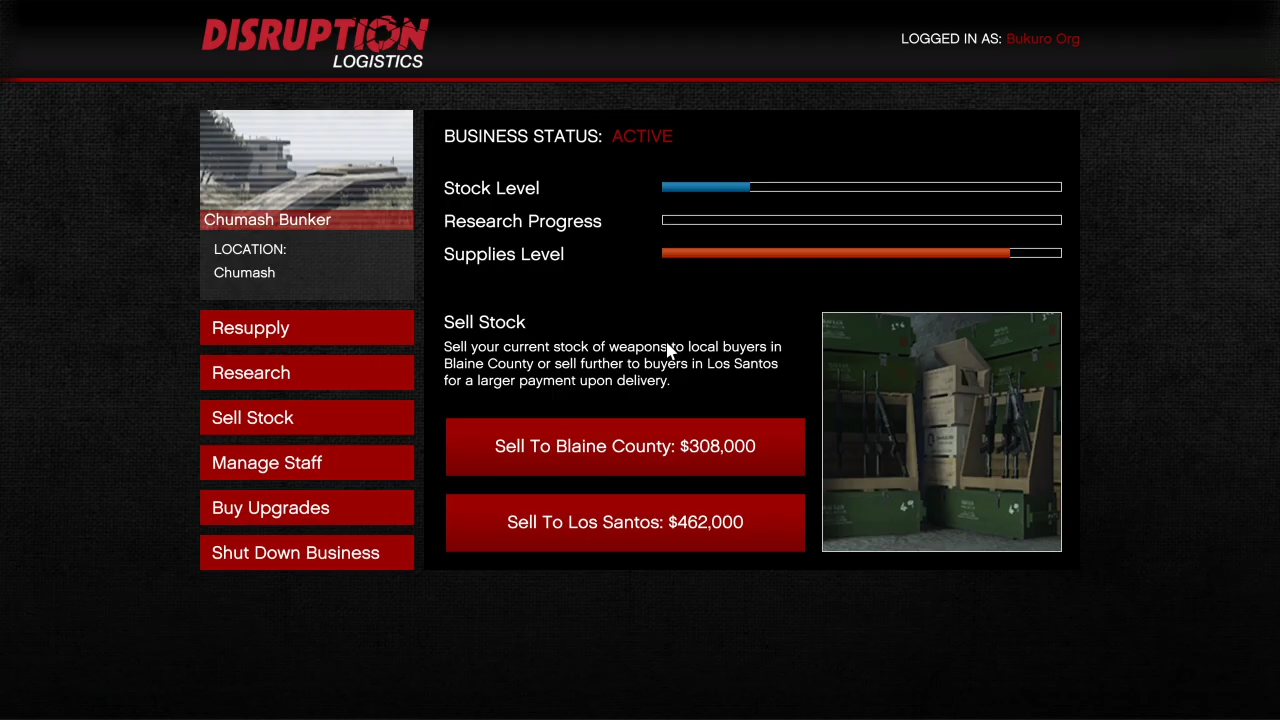 DISRUPTION
LOGISTICS
LOGGED IN AS: Bukuro Org
Chumash Bunker
LOCATION:
Chumash
Resupply
Research
Sell Stock
Manage Staff
Buy Upgrades
Shut Down Business
BUSINESS STATUS: ACTIVE
Stock Level
Research Progress
Supplies Level
Sell Stock
Sell your current stock of weapons to local buyers in
Blaine County or sell further to buyers in Los Santos
for a larger payment upon delivery.
Sell To Blaine County: $308,000
Sell To Los Santos: $462,000